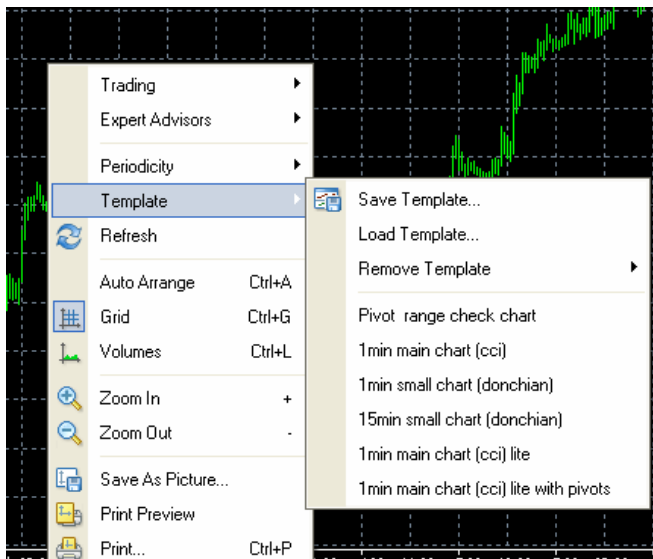 Trading
Expert Advisors
Periodicity
Template
Refresh
Auto Arrange Ctrl+A
Grid Ctrl+G
Volumes Ctrl+L
Zoom In +
Zoom Out -
Save As Picture...
Print Preview
Print... Ctrl+P
Save Template...
Load Template...
Remove Template
Pivot range check chart
1min main chart (cci)
1min small chart (donchian)
15min small chart (donchian)
1min main chart (cci) lite
1min main chart (cci) lite with pivots